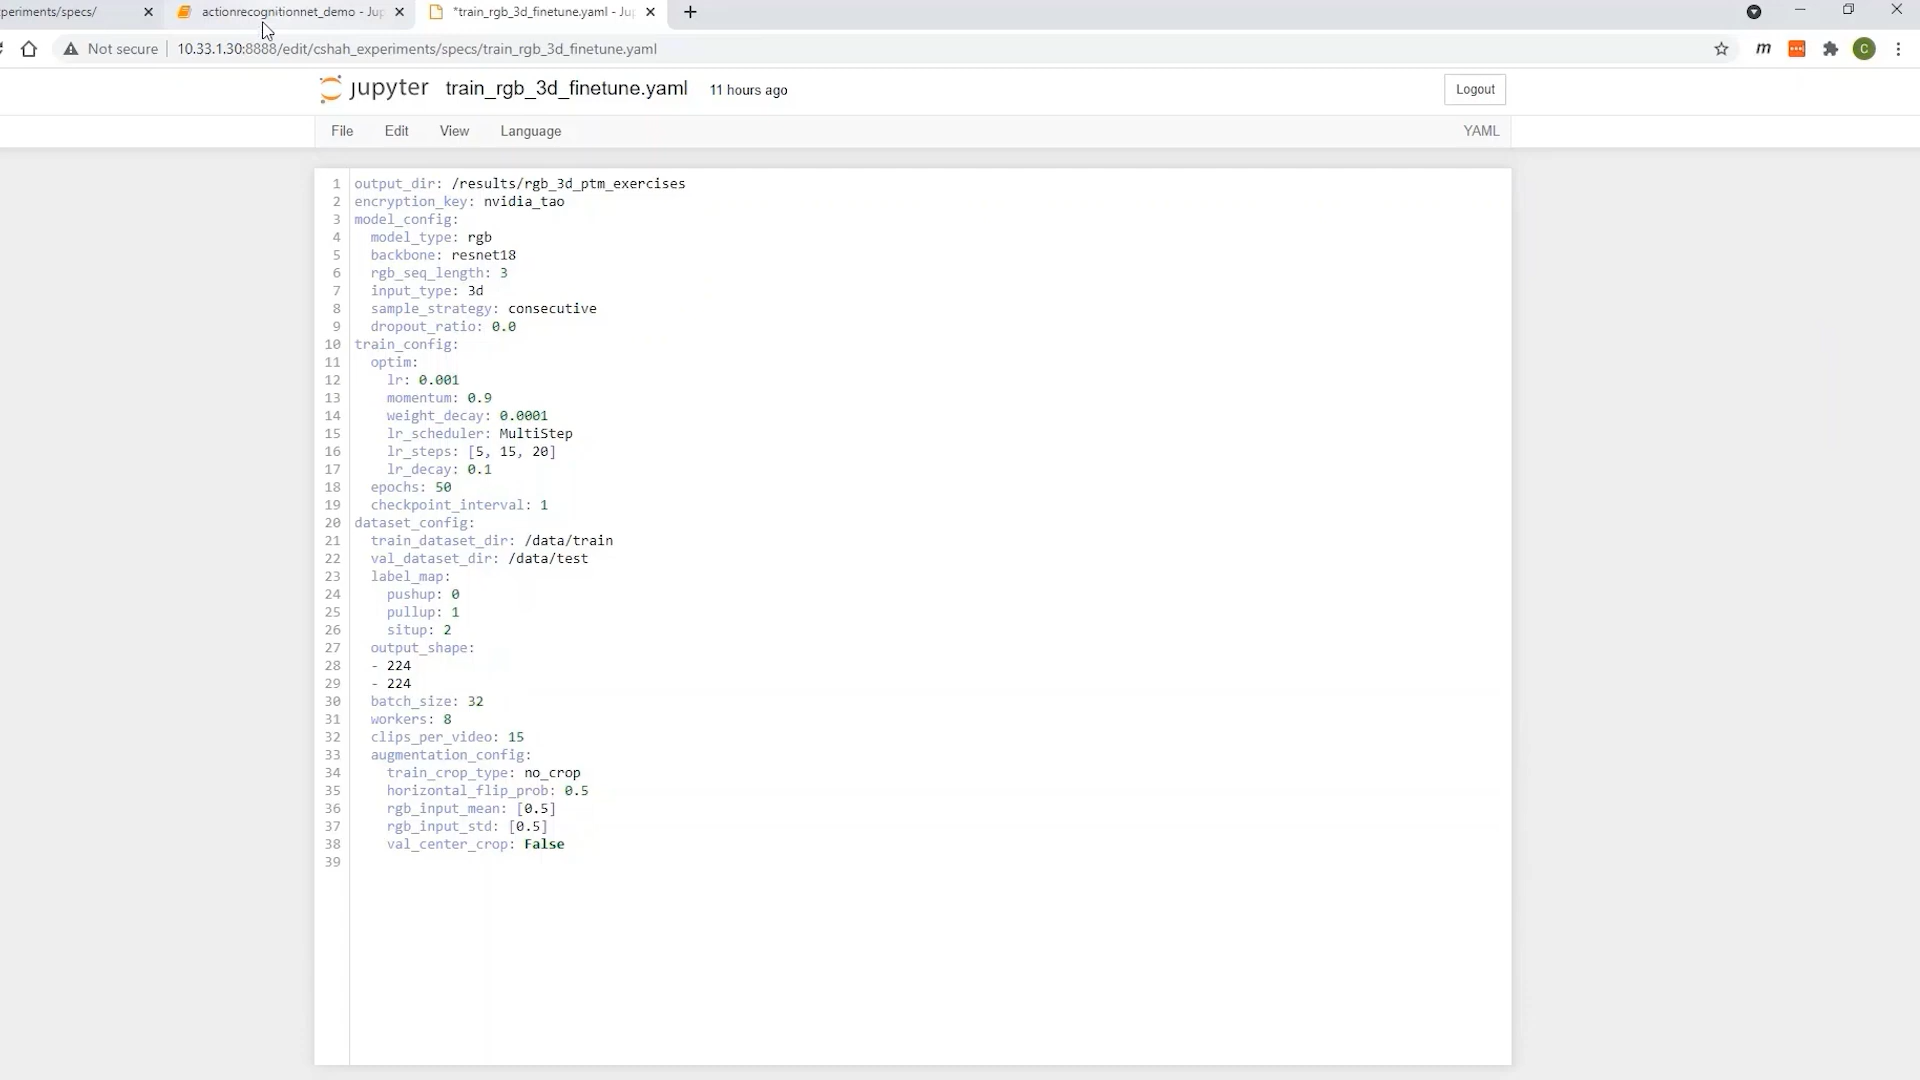 periments/specs/
actionrecognitionnet_demo - Jup
*train_rgb_3d_finetune.yaml - Ju
Not secure
10.33.1.30:8888/edit/cshah_experiments/specs/train_rgb_3d_finetune.yaml
m
C
jupyter
train_rgb_3d_finetune.yaml
11 hours ago
Logout
File
Edit
View
Language
YAML
1 output_dir: /results/rgb_3d_ptm_exercises
2 encryption_key: nvidia_tao
3 model_config:
4 model_type: rgb
5 backbone: resnet18
6 rgb_seq_length: 3
7 input_type: 3d
8 sample_strategy: consecutive
9 dropout_ratio: 0.0
10 train_config:
11 optim:
12 lr: 0.001
13 momentum: 0.9
14 weight_decay: 0.0001
15 lr_scheduler: MultiStep
16 lr_steps: [5, 15, 20]
17 lr_decay: 0.1
18 epochs: 50
19 checkpoint_interval: 1
20 dataset_config:
21 train_dataset_dir: /data/train
22 val_dataset_dir: /data/test
23 label_map:
24 pushup: 0
25 pullup: 1
26 situp: 2
27 output_shape:
28 - 224
29 - 224
30 batch_size: 32
31 workers: 8
32 clips_per_video: 15
33 augmentation_config:
34 train_crop_type: no_crop
35 horizontal_flip_prob: 0.5
36 rgb_input_mean: [0.5]
37 rgb_input_std: [0.5]
38 val_center_crop: False
39